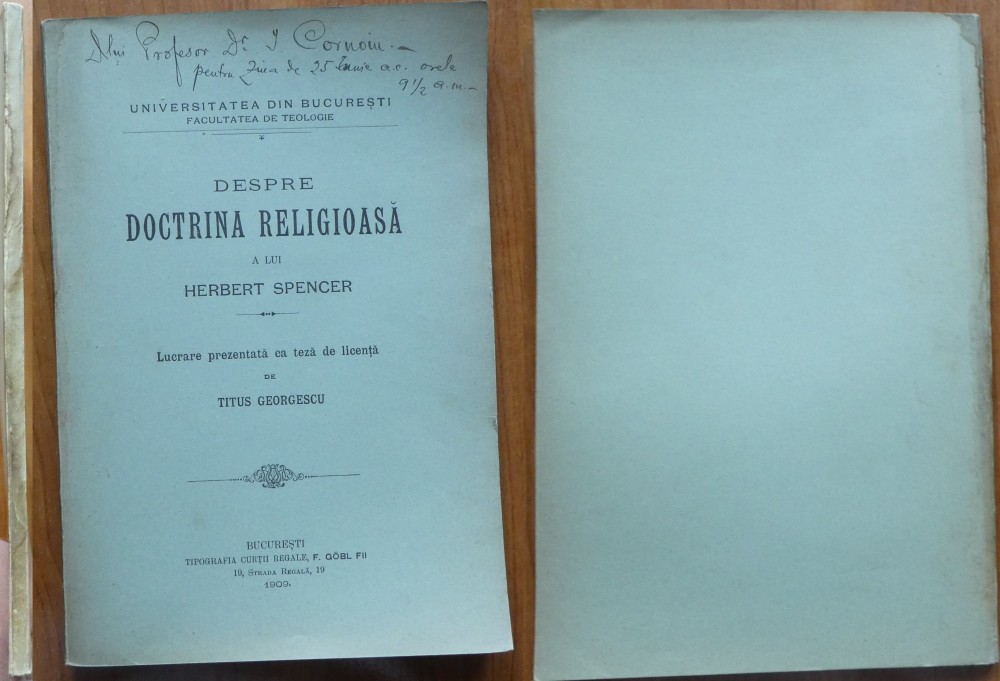 Dlui Profesor Dr. I. Cornoiu.—
pentru ziua de 25 Iunie a.c. orele
9 1/2 a.m.—
UNIVERSITATEA DIN BUCUREȘTI
FACULTATEA DE TEOLOGIE
DESPRE
DOCTRINA RELIGIOASĂ
A LUI
HERBERT SPENCER
Lucrare prezentată ca teză de licență
DE
TITUS GEORGESCU
BUCUREȘTI
TIPOGRAFIA CURȚII REGALE, F. GÖBL FII
19, STRADA REGALĂ, 19
1909.